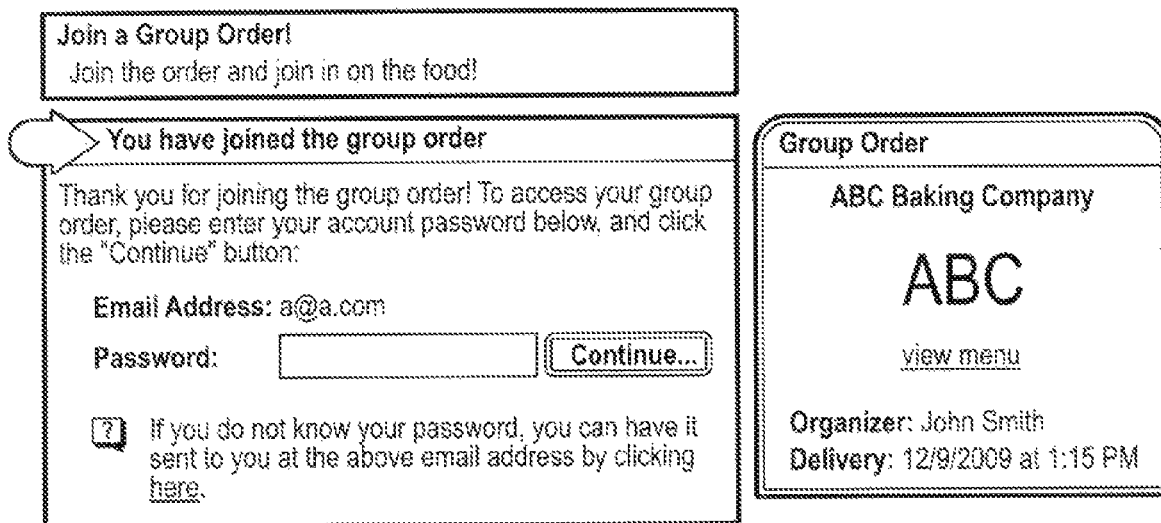 Join a Group Order!
Join the order and join in on the food!
You have joined the group order
Thank you for joining the group order! To access your group
order, please enter your account password below, and click
the "Continue" button:
Email Address: a@a.com
Password:
Continue...
? If you do not know your password, you can have it
sent to you at the above email address by clicking
here.
Group Order
ABC Baking Company
ABC
view menu
Organizer: John Smith
Delivery: 12/9/2009 at 1:15 PM